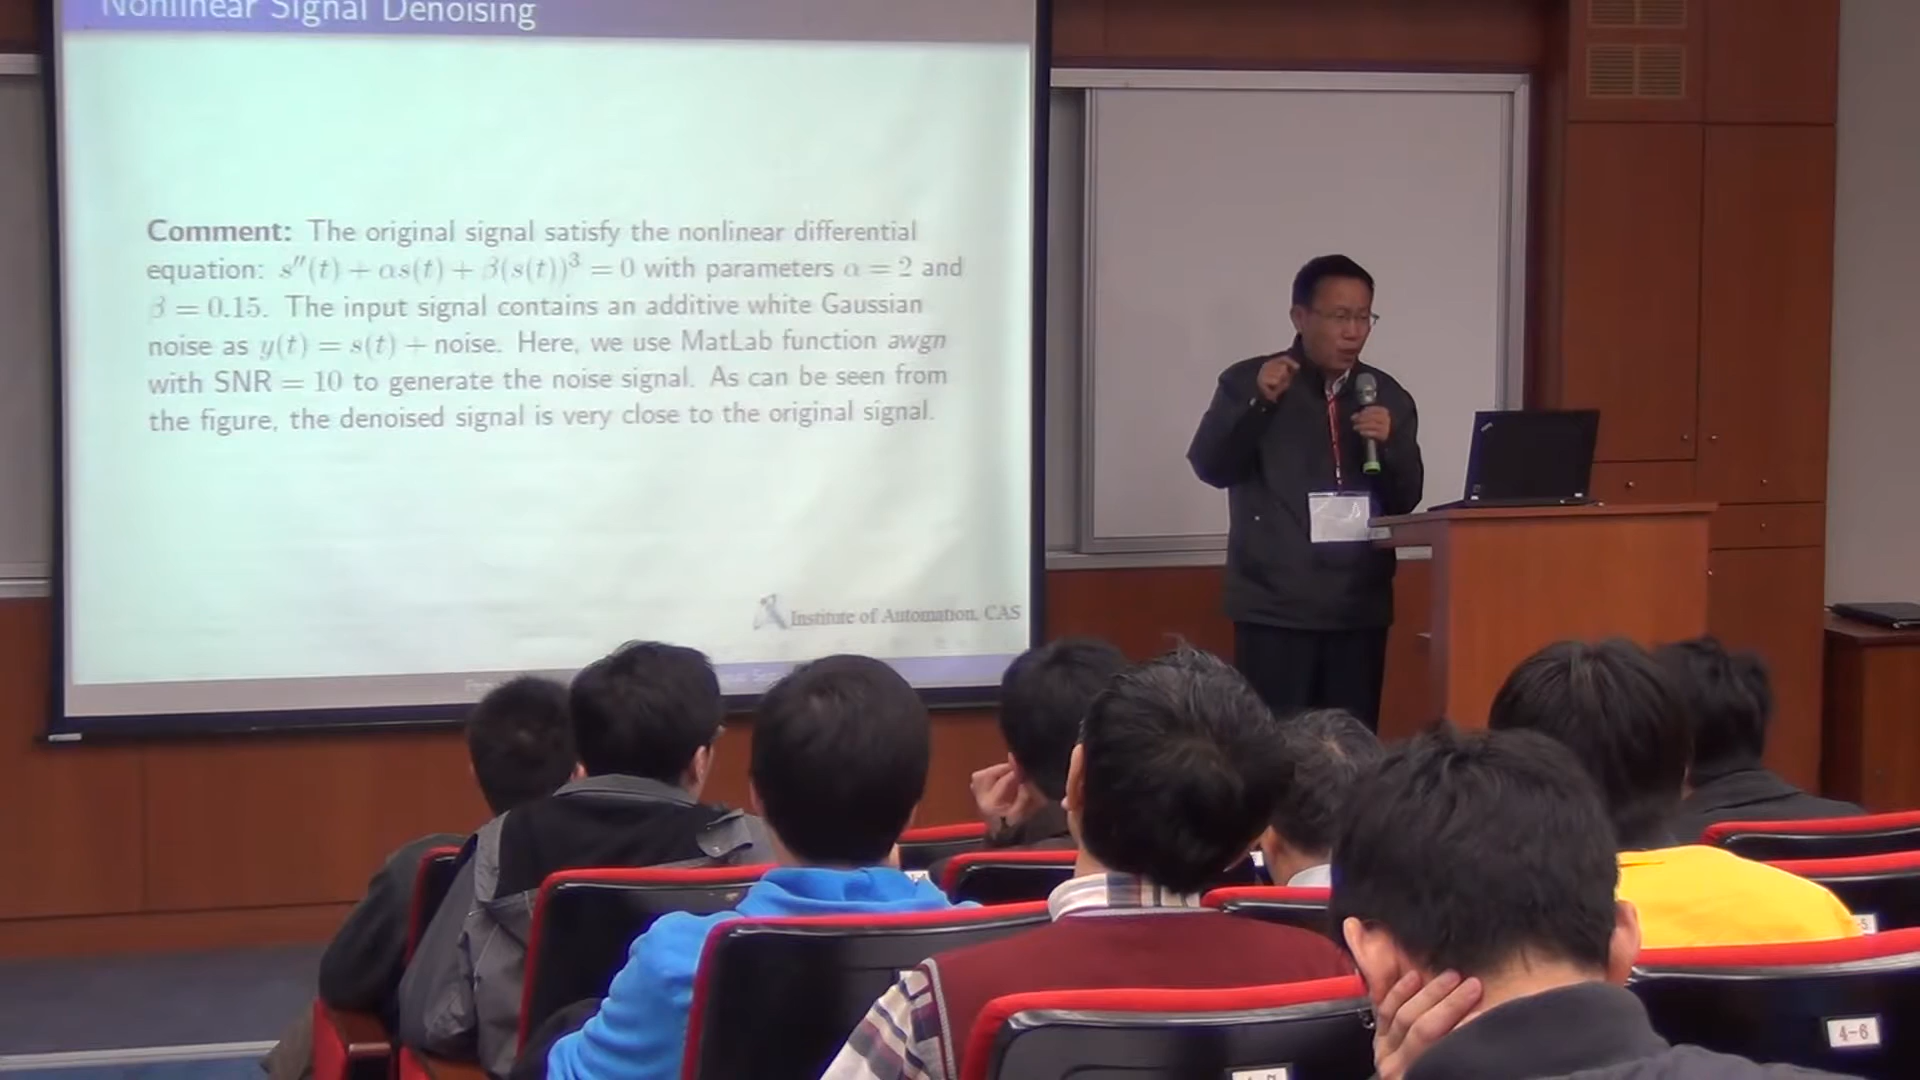 Nonlinear Signal Denoising
Comment: The original signal satisfy the nonlinear differential
equation: s″(t) + αs(t) + β(s(t))³ = 0 with parameters α = 2 and
β = 0.15. The input signal contains an additive white Gaussian
noise as y(t) = s(t) + noise. Here, we use MatLab function awgn
with SNR = 10 to generate the noise signal. As can be seen from
the figure, the denoised signal is very close to the original signal.
Institute of Automation, CAS
4-6